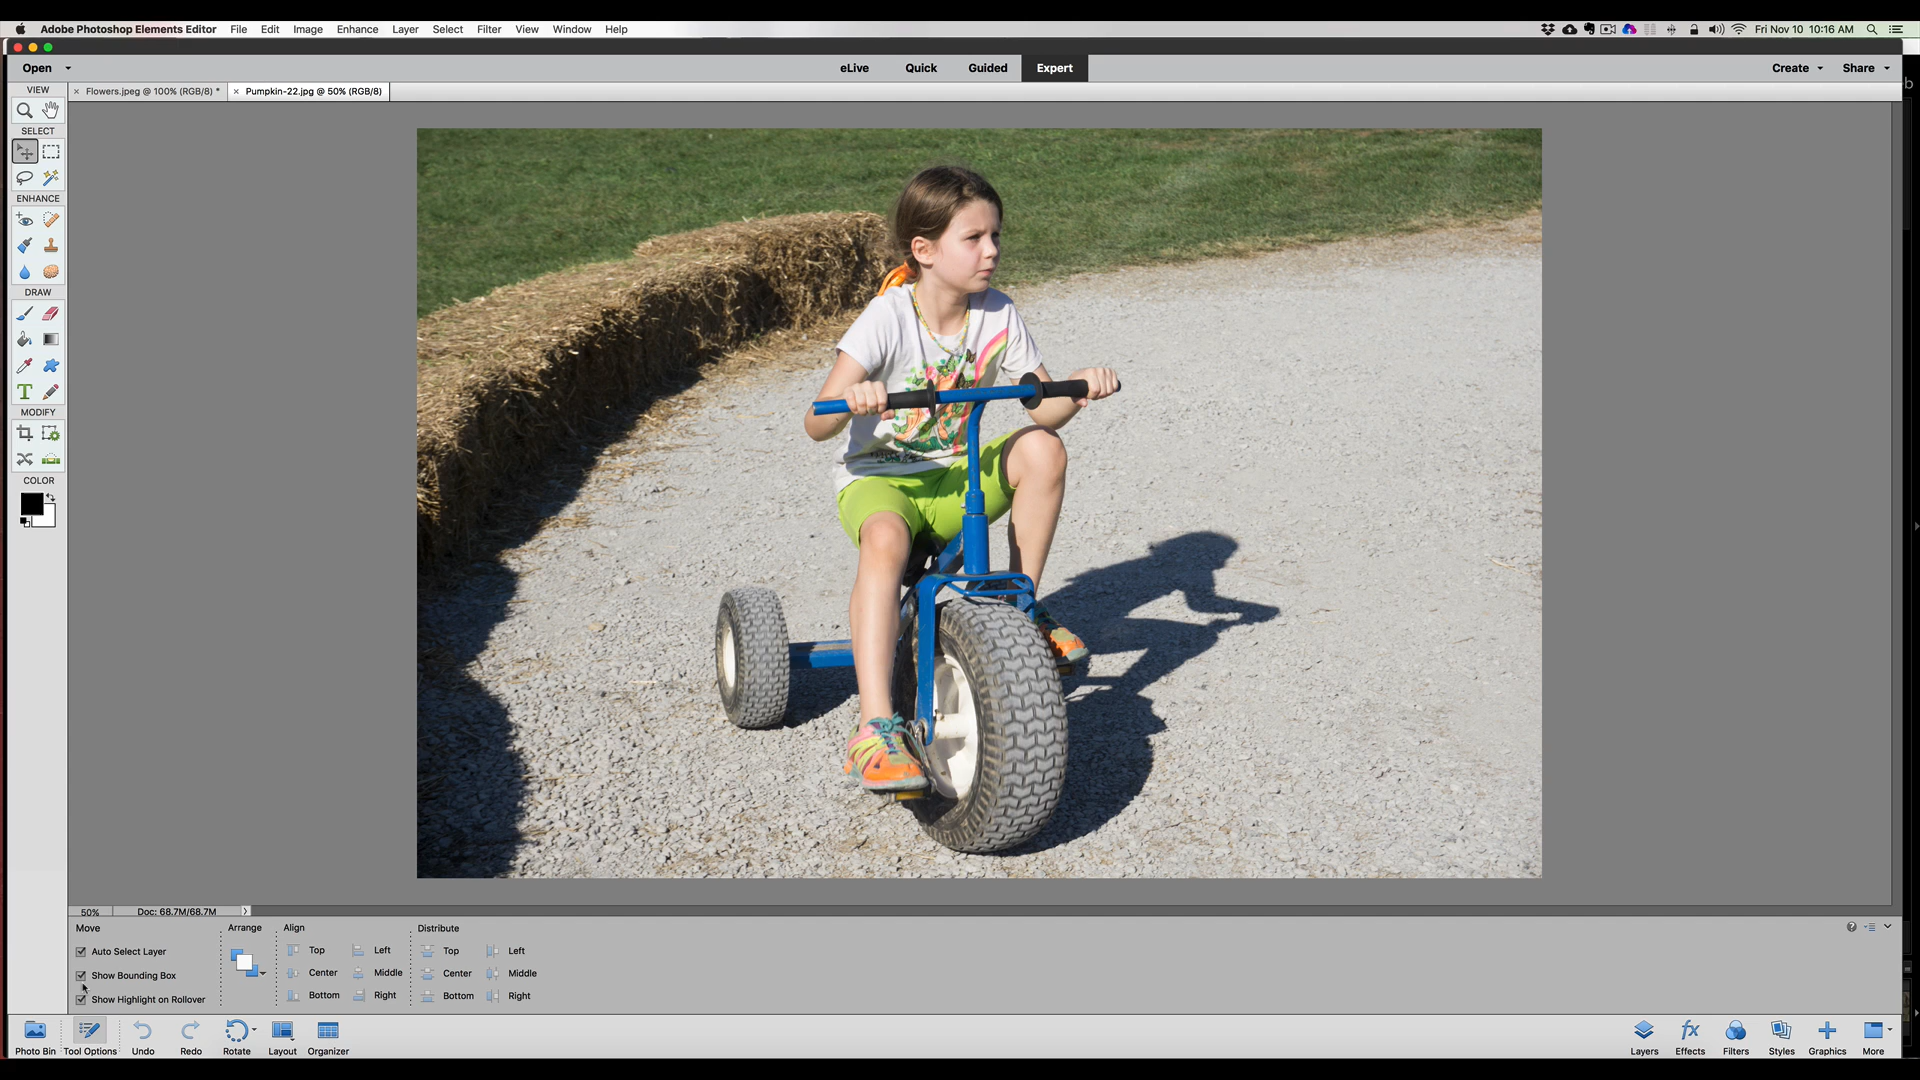 Adobe Photoshop Elements Editor File Edit Image Enhance Layer Select Filter View Window Help Fri Nov 10 10:16 AM
Open eLive Quick Guided Expert Create Share
b
VIEW × Flowers.jpeg @ 100% (RGB/8) * × Pumpkin-22.jpg @ 50% (RGB/8)
SELECT
ENHANCE
DRAW
T
MODIFY
COLOR
50% Doc: 68.7M/68.7M
Move Arrange Align Distribute
Auto Select Layer Top Left Top Left
Show Bounding Box Center Middle Center Middle
Show Highlight on Rollover Bottom Right Bottom Right
fx
Photo Bin Tool Options Undo Redo Rotate Layout Organizer Layers Effects Filters Styles Graphics More